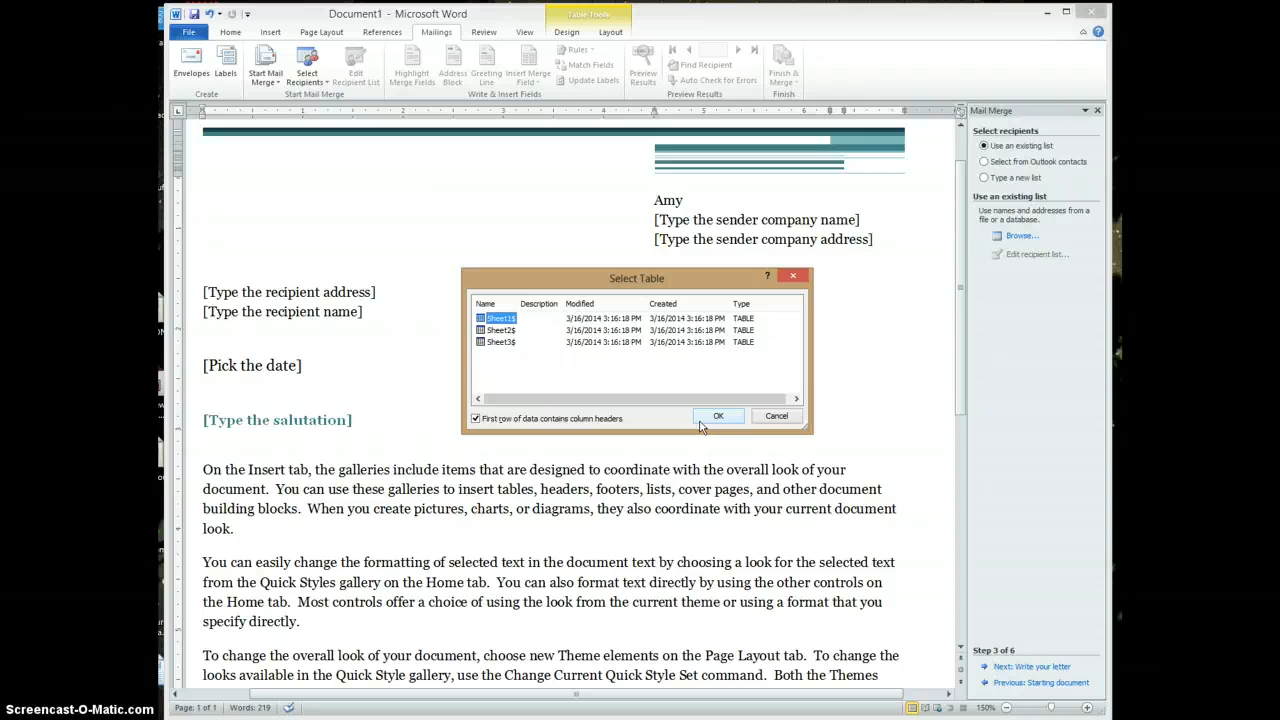 Document1 - Microsoft Word
Table Tools
File Home Insert Page Layout References Mailings Review View Design Layout
Envelopes Labels
Create
Start Mail Merge
Select Recipients
Edit Recipient List
Start Mail Merge
Highlight Merge Fields
Address Block
Greeting Line
Insert Merge Field
Rules
Match Fields
Update Labels
Write & Insert Fields
Preview Results
Find Recipient
Auto Check for Errors
Preview Results
Finish & Merge
Finish
1 2 3 4 5 6
Amy
[Type the sender company name]
[Type the sender company address]
[Type the recipient address]
[Type the recipient name]
[Pick the date]
[Type the salutation]
Select Table
Name Description Modified Created Type
Sheet1$ 3/16/2014 3:16:18 PM 3/16/2014 3:16:18 PM TABLE
Sheet2$ 3/16/2014 3:16:18 PM 3/16/2014 3:16:18 PM TABLE
Sheet3$ 3/16/2014 3:16:18 PM 3/16/2014 3:16:18 PM TABLE
First row of data contains column headers
OK Cancel
On the Insert tab, the galleries include items that are designed to coordinate with the overall look of your
document. You can use these galleries to insert tables, headers, footers, lists, cover pages, and other document
building blocks. When you create pictures, charts, or diagrams, they also coordinate with your current document
look.
You can easily change the formatting of selected text in the document text by choosing a look for the selected text
from the Quick Styles gallery on the Home tab. You can also format text directly by using the other controls on
the Home tab. Most controls offer a choice of using the look from the current theme or using a format that you
specify directly.
To change the overall look of your document, choose new Theme elements on the Page Layout tab. To change the
looks available in the Quick Style gallery, use the Change Current Quick Style Set command. Both the Themes
Mail Merge
Select recipients
Use an existing list
Select from Outlook contacts
Type a new list
Use an existing list
Use names and addresses from a
file or a database.
Browse...
Edit recipient list...
Step 3 of 6
Next: Write your letter
Previous: Starting document
Page: 1 of 1 Words: 219
150%
Screencast-O-Matic.com